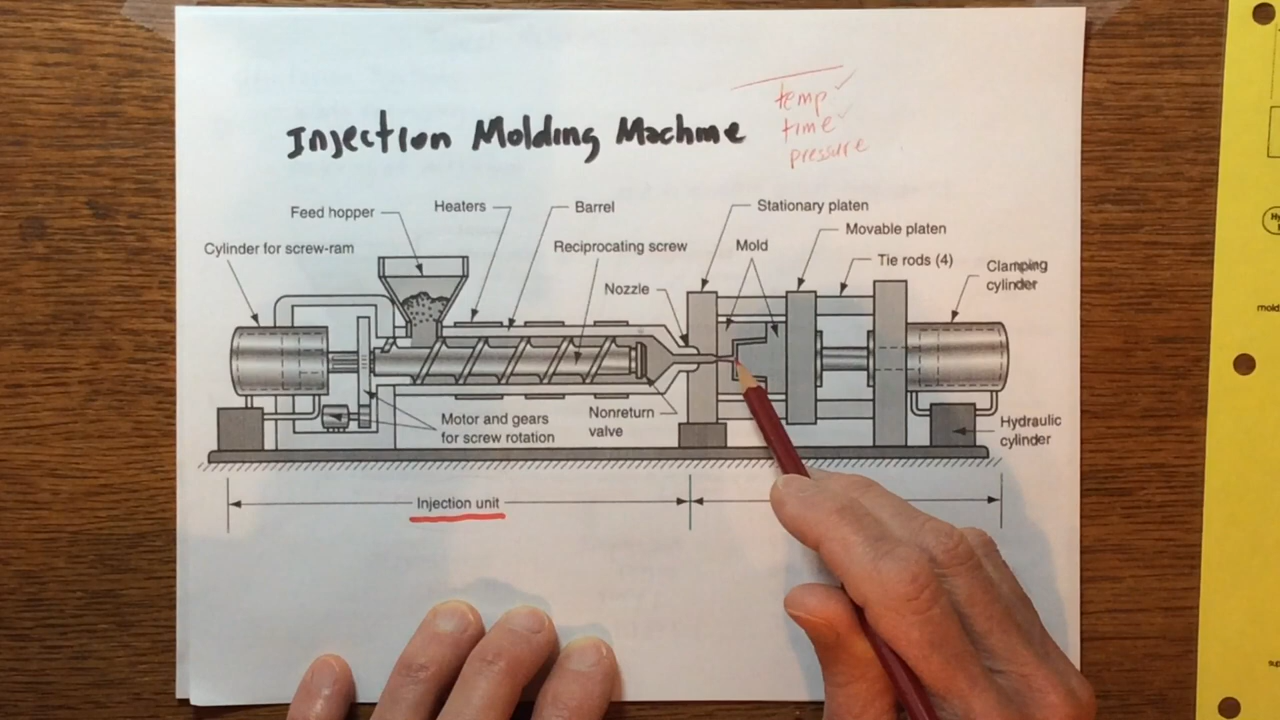 temp
time
pressure
Injection Molding Machine
Feed hopper
Heaters
Barrel
Stationary platen
Cylinder for screw-ram
Reciprocating screw
Mold
Movable platen
Tie rods (4)
Clamping
cylinder
Nozzle
Motor and gears
for screw rotation
Nonreturn
valve
Hydraulic
cylinder
Injection unit